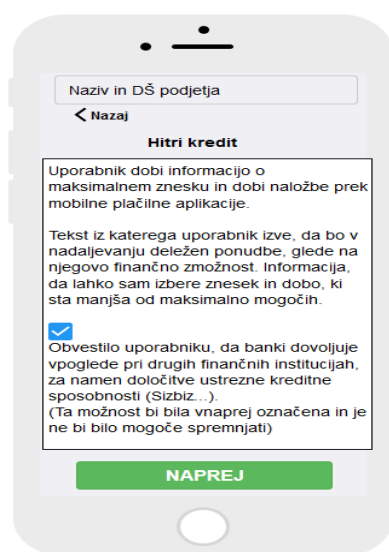 Naziv in DŠ podjetja
Nazaj
Hitri kredit
Uporabnik dobi informacijo o
maksimalnem znesku in dobi naložbe prek
mobilne plačilne aplikacije.
Tekst iz katerega uporabnik izve, da bo v
nadaljevanju deležen ponudbe, glede na
njegovo finančno zmožnost. Informacija,
da lahko sam izbere znesek in dobo, ki
sta manjša od maksimalno mogočih.
Obvestilo uporabniku, da banki dovoljuje
vpoglede pri drugih finančnih institucijah,
za namen določitve ustrezne kreditne
sposobnosti (Sizbiz...).
(Ta možnost bi bila vnaprej označena in je
ne bi bilo mogoče spremnjati)
NAPREJ